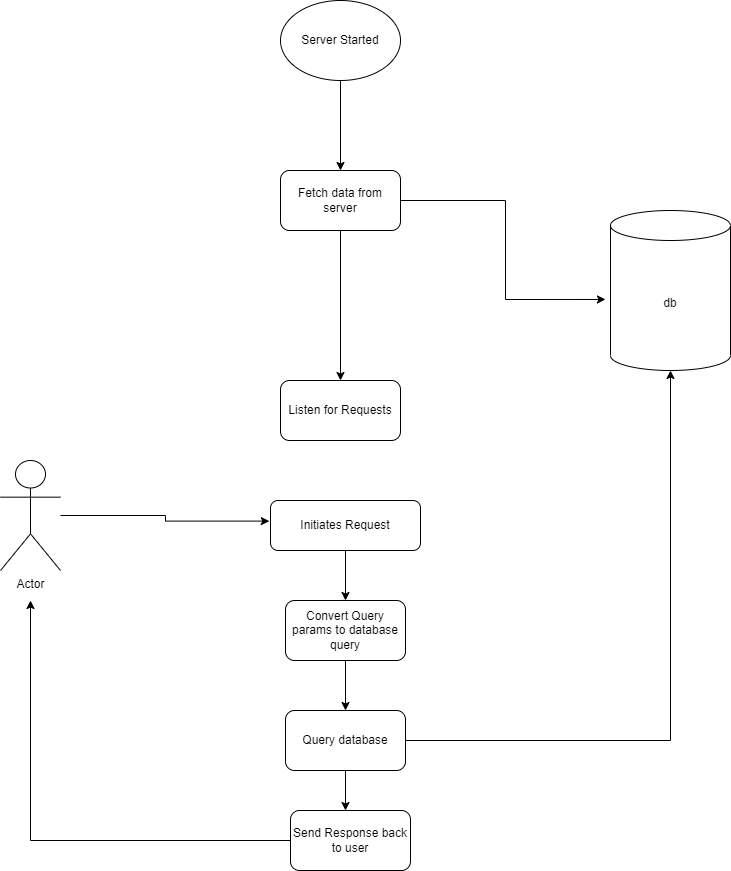 Server Started
Fetch data from
server
db
Listen for Requests
Initiates Request
Actor
Convert Query
params to database
query
Query database
Send Response back
to user